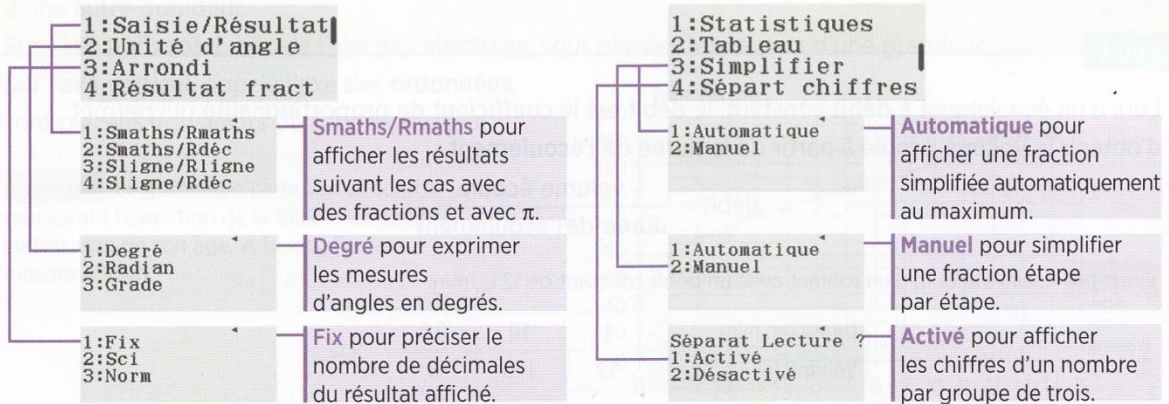 1:Saisie/Résultat
2:Unité d'angle
3:Arrondi
4:Résultat fract
1:Smaths/Rmaths
2:Smaths/Rdéc
3:Sligne/Rligne
4:Sligne/Rdéc
Smaths/Rmaths pour
afficher les résultats
suivant les cas avec
des fractions et avec π.
1:Degré
2:Radian
3:Grade
Degré pour exprimer
les mesures
d'angles en degrés.
1:Fix
2:Sci
3:Norm
Fix pour préciser le
nombre de décimales
du résultat affiché.
1:Statistiques
2:Tableau
3:Simplifier
4:Sépart chiffres
1:Automatique
2:Manuel
Automatique pour
afficher une fraction
simplifiée automatiquement
au maximum.
1:Automatique
2:Manuel
Manuel pour simplifier
une fraction étape
par étape.
Séparat Lecture ?
1:Activé
2:Désactivé
Activé pour afficher
les chiffres d'un nombre
par groupe de trois.